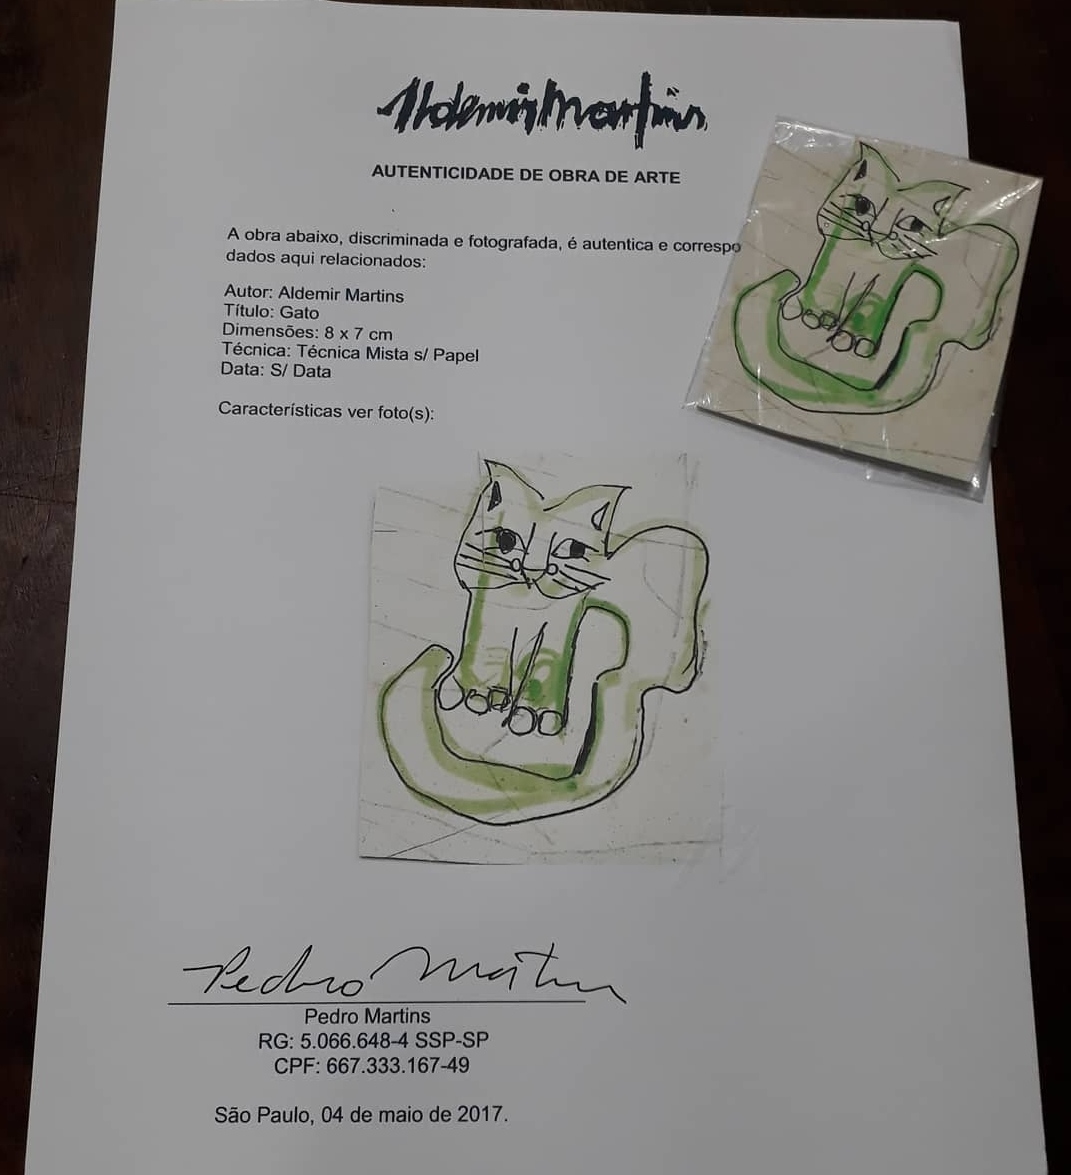 Aldemir Martins
AUTENTICIDADE DE OBRA DE ARTE
A obra abaixo, discriminada e fotografada, é autentica e correspo
dados aqui relacionados:
Autor: Aldemir Martins
Título: Gato
Dimensões: 8 x 7 cm
Técnica: Técnica Mista s/ Papel
Data: S/ Data
Características ver foto(s):
Pedro Martins
Pedro Martins
RG: 5.066.648-4 SSP-SP
CPF: 667.333.167-49
São Paulo, 04 de maio de 2017.